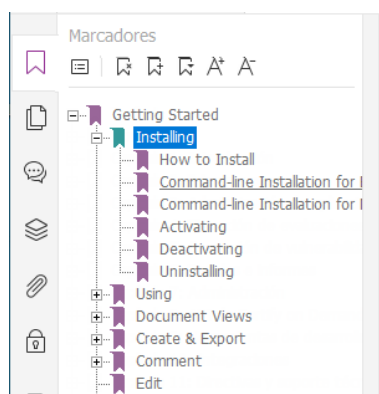 Marcadores
Getting Started
Installing
How to Install
Command-line Installation for
Command-line Installation for
Activating
Deactivating
Uninstalling
Using
Document Views
Create & Export
Comment
Edit